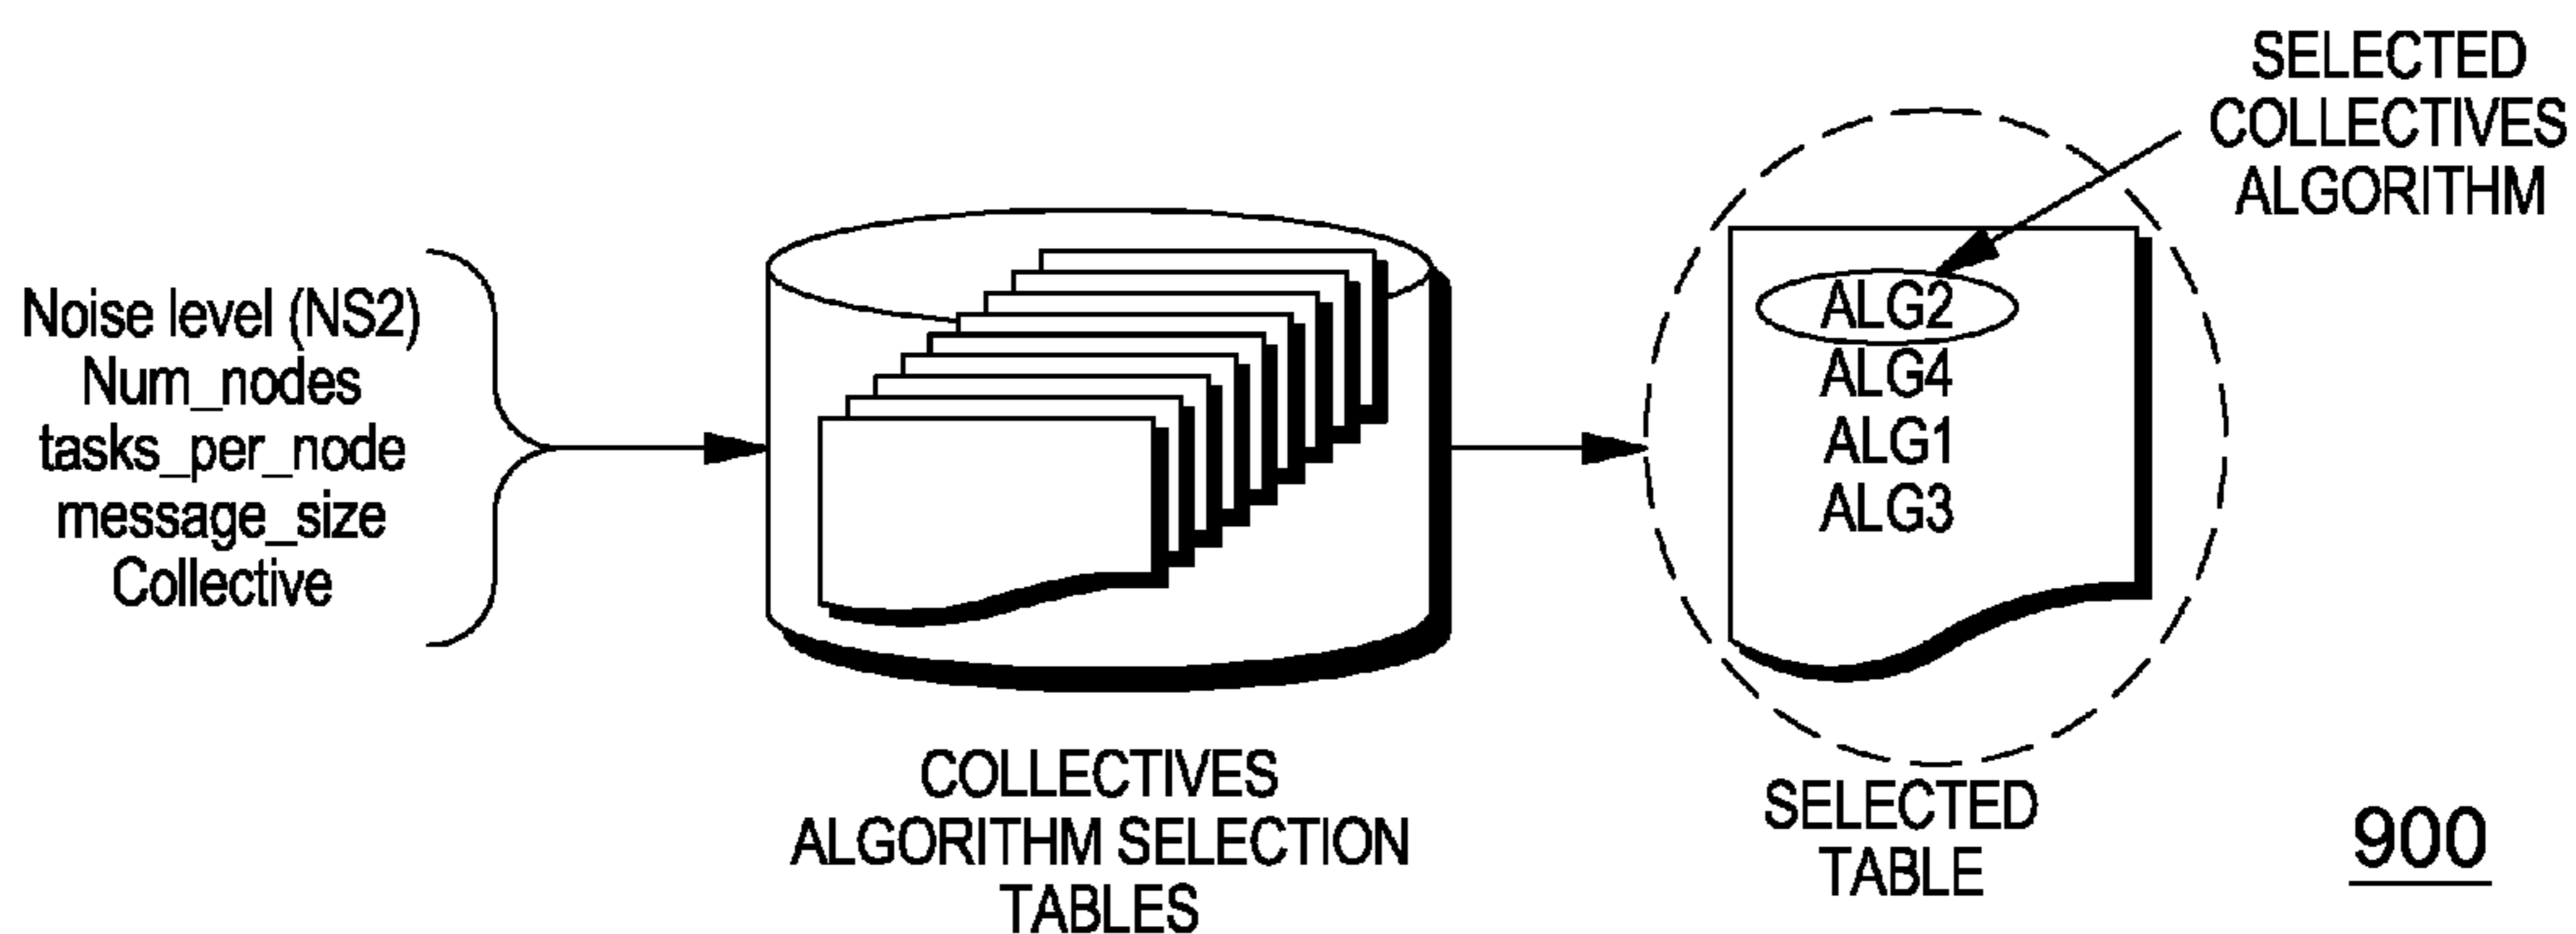 Noise level (NS2)
Num_nodes
tasks_per_node
message_size
Collective
COLLECTIVES
ALGORITHM SELECTION
TABLES
SELECTED
COLLECTIVES
ALGORITHM
ALG2
ALG4
ALG1
ALG3
SELECTED
TABLE
900